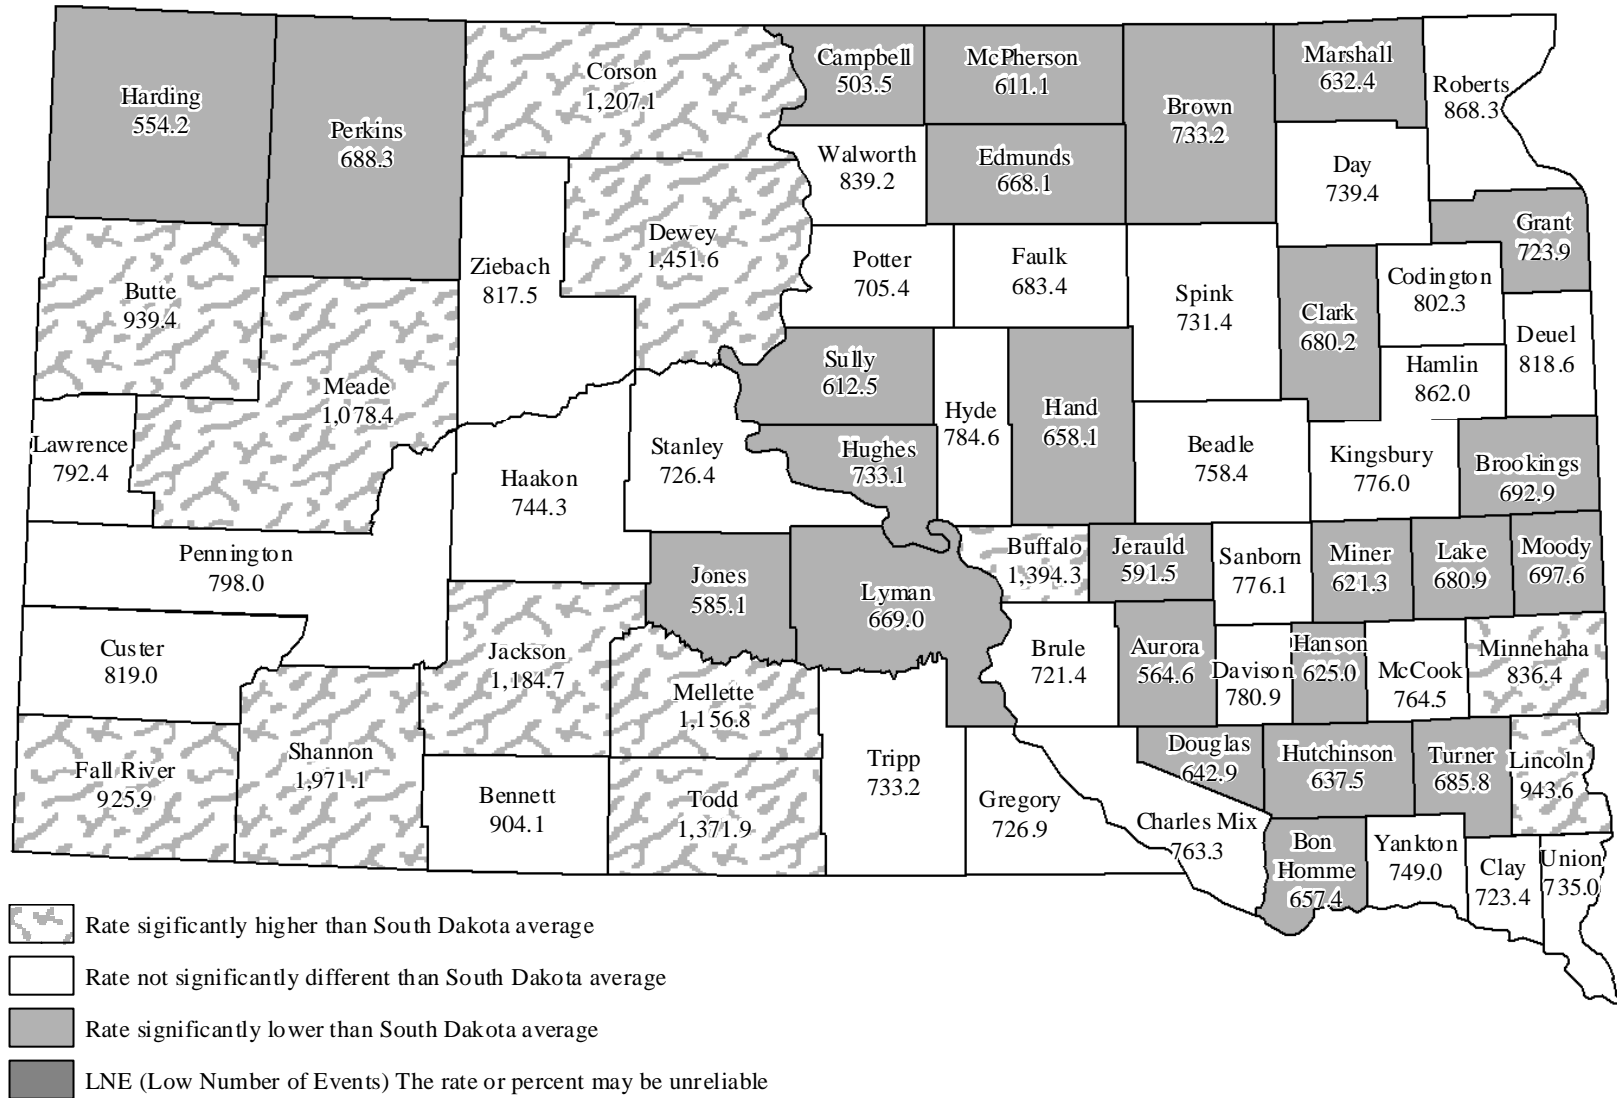 Harding
554.2
Perkins
688.3
Corson
1,207.1
Campbell
503.5
McPherson
611.1
Brown
733.2
Marshall
632.4
Roberts
868.3
Walworth
839.2
Edmunds
668.1
Day
739.4
Grant
723.9
Butte
939.4
Ziebach
817.5
Dewey
1,451.6
Potter
705.4
Faulk
683.4
Spink
731.4
Clark
680.2
Codington
802.3
Deuel
818.6
Hamlin
862.0
Meade
1,078.4
Sully
612.5
Hyde
784.6
Hand
658.1
Lawrence
792.4
Haakon
744.3
Stanley
726.4
Hughes
733.1
Beadle
758.4
Kingsbury
776.0
Brookings
692.9
Pennington
798.0
Jones
585.1
Lyman
669.0
Buffalo
1,394.3
Jerauld
591.5
Sanborn
776.1
Miner
621.3
Lake
680.9
Moody
697.6
Custer
819.0
Jackson
1,184.7
Mellette
1,156.8
Brule
721.4
Aurora
564.6
Davison
780.9
Hanson
625.0
McCook
764.5
Minnehaha
836.4
Fall River
925.9
Shannon
1,971.1
Bennett
904.1
Todd
1,371.9
Tripp
733.2
Gregory
726.9
Charles Mix
763.3
Douglas
642.9
Hutchinson
637.5
Turner
685.8
Lincoln
943.6
Bon
Homme
657.4
Yankton
749.0
Clay
723.4
Union
735.0
Rate sigificantly higher than South Dakota average
Rate not significantly different than South Dakota average
Rate significantly lower than South Dakota average
LNE (Low Number of Events) The rate or percent may be unreliable